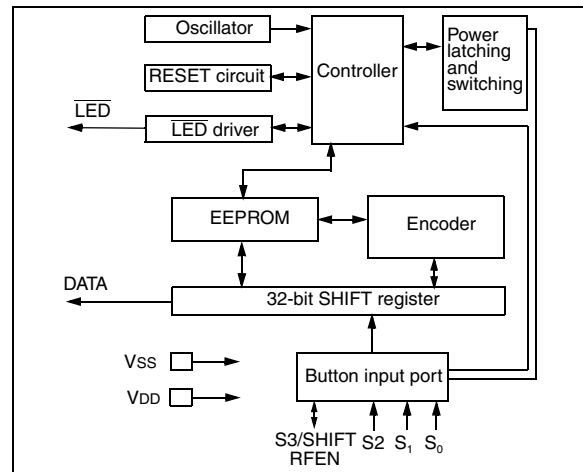 Oscillator
RESET circuit
Controller
Power
latching
and
switching
LED
LED driver
EEPROM
Encoder
DATA
32-bit SHIFT register
VSS
VDD
Button input port
S3/SHIFT
RFEN
S2
S1
S0